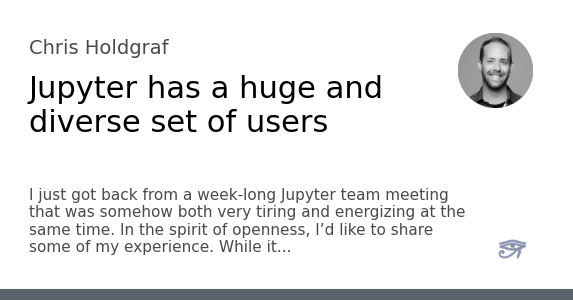 Chris Holdgraf
Jupyter has a huge and
diverse set of users
I just got back from a week-long Jupyter team meeting
that was somehow both very tiring and energizing at the
same time. In the spirit of openness, I’d like to share
some of my experience. While it...